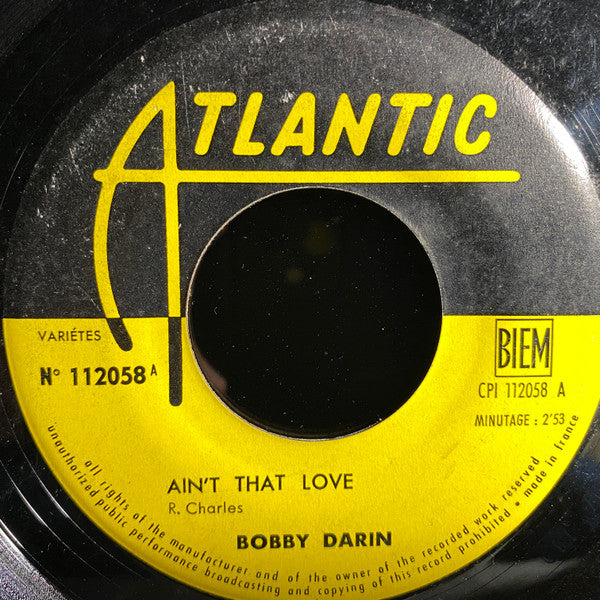 ATLANTIC
VARIÉTES
N° 112058 A
BIEM
CPI 112058 A
MINUTAGE : 2'53
AIN'T THAT LOVE
R. Charles
BOBBY DARIN
all rights of the manufacturer and of the owner of the recorded work reserved
unauthorized public performance broadcasting and copying of this record prohibited • made in france